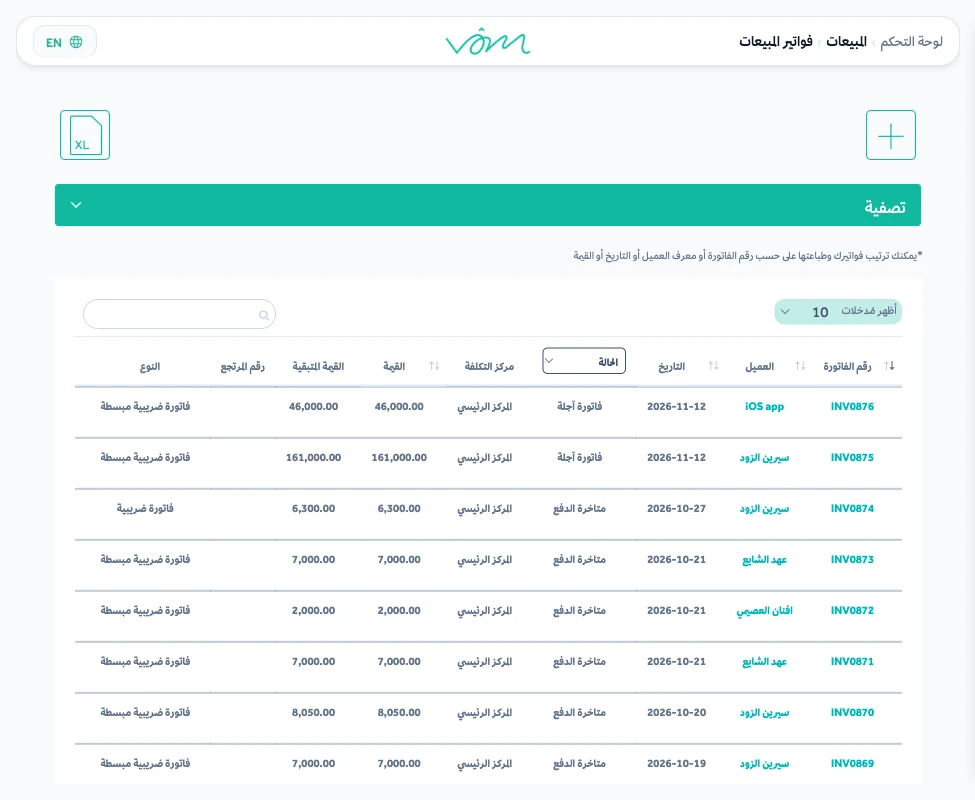 لوحة التحكم › المبيعات › فواتير المبيعات
vôm
EN
XL
تصفية
*يمكنك ترتيب فواتيرك وطباعتها على حسب رقم الفاتورة أو معرف العميل أو التاريخ أو القيمة
أظهر مُدخلات 10
رقم الفاتورة العميل التاريخ الحالة مركز التكلفة القيمة القيمة المتبقية رقم المرتجع النوع
INV0876 iOS app 2026-11-12 فاتورة آجلة المركز الرئيسي 46,000.00 46,000.00 فاتورة ضريبية مبسطة
INV0875 سيرين الزود 2026-11-12 فاتورة آجلة المركز الرئيسي 161,000.00 161,000.00 فاتورة ضريبية مبسطة
INV0874 سيرين الزود 2026-10-27 متاخرة الدفع المركز الرئيسي 6,300.00 6,300.00 فاتورة ضريبية
INV0873 عهد الشايع 2026-10-21 متاخرة الدفع المركز الرئيسي 7,000.00 7,000.00 فاتورة ضريبية مبسطة
INV0872 افنان العصيمي 2026-10-21 متاخرة الدفع المركز الرئيسي 2,000.00 2,000.00 فاتورة ضريبية مبسطة
INV0871 عهد الشايع 2026-10-21 متاخرة الدفع المركز الرئيسي 7,000.00 7,000.00 فاتورة ضريبية مبسطة
INV0870 سيرين الزود 2026-10-20 متاخرة الدفع المركز الرئيسي 8,050.00 8,050.00 فاتورة ضريبية مبسطة
INV0869 سيرين الزود 2026-10-19 متاخرة الدفع المركز الرئيسي 7,000.00 7,000.00 فاتورة ضريبية مبسطة